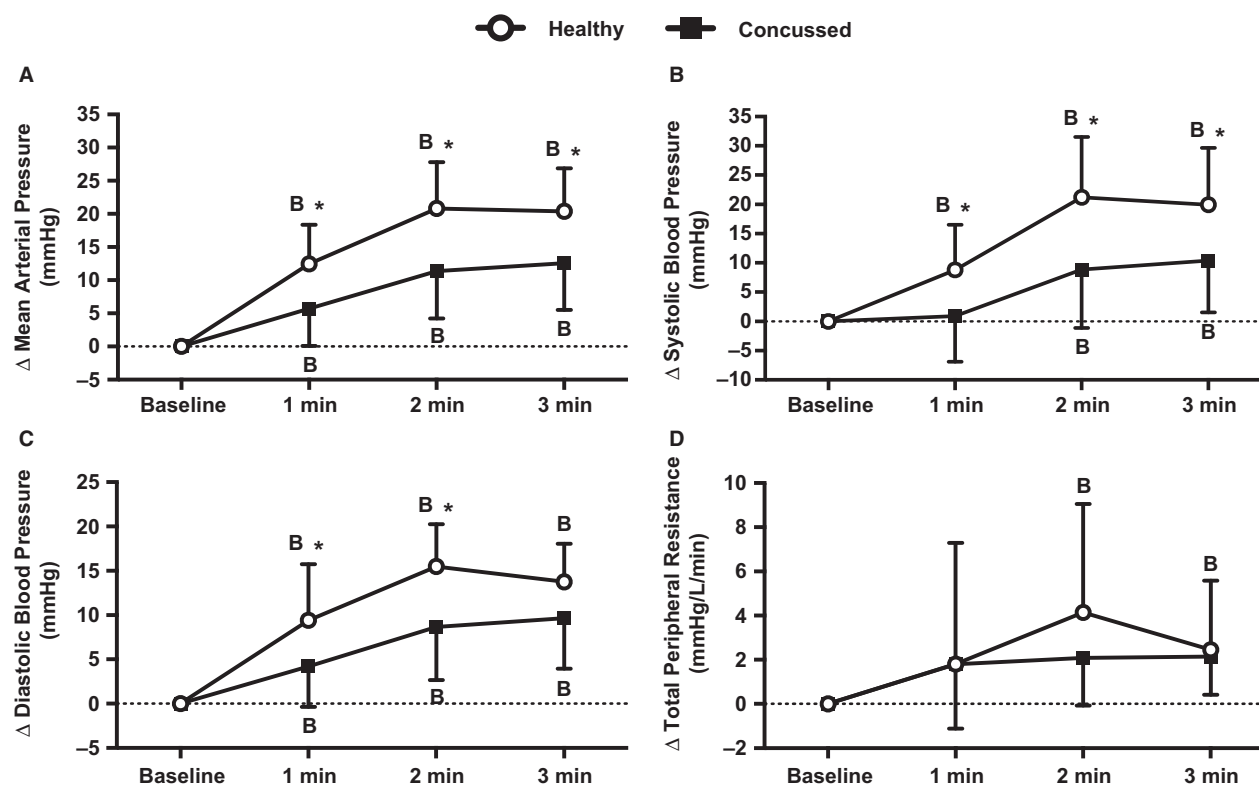 Healthy Concussed
A
Δ Mean Arterial Pressure
(mmHg)
35
30
25
20
15
10
5
0
–5
B *
B *
B *
B
B
B
Baseline 1 min 2 min 3 min
B
Δ Systolic Blood Pressure
(mmHg)
35
30
25
20
15
10
5
0
–5
–10
B *
B *
B *
B
B
Baseline 1 min 2 min 3 min
C
Δ Diastolic Blood Pressure
(mmHg)
25
20
15
10
5
0
–5
B *
B *
B
B
B
B
Baseline 1 min 2 min 3 min
D
Δ Total Peripheral Resistance
(mmHg/L/min)
10
8
6
4
2
0
–2
B
B
Baseline 1 min 2 min 3 min